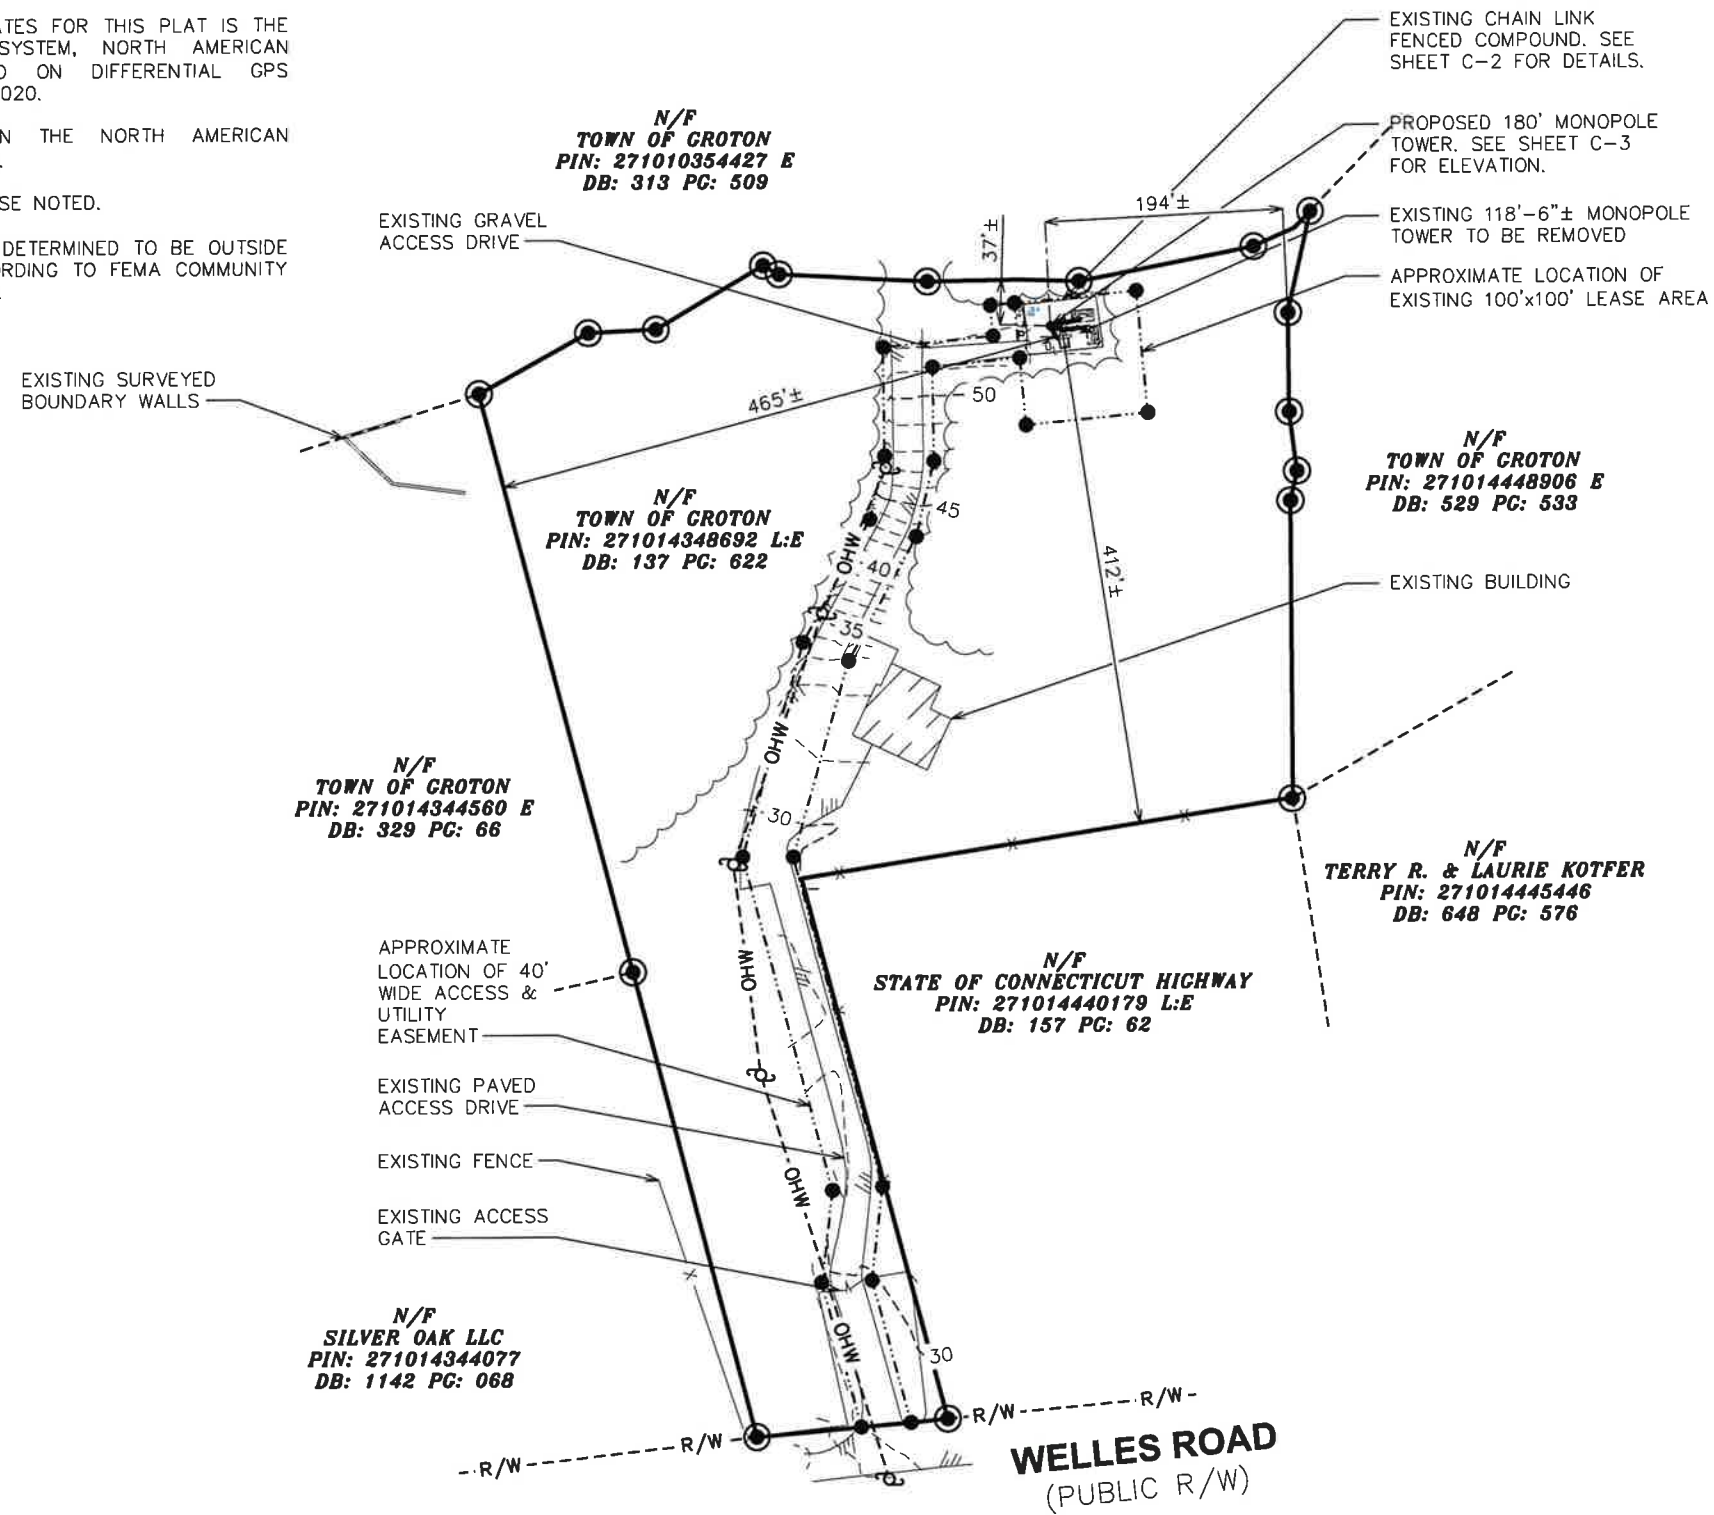 ATES FOR THIS PLAT IS THE
SYSTEM, NORTH AMERICAN
ON DIFFERENTIAL GPS
020.
N THE NORTH AMERICAN
SE NOTED.
DETERMINED TO BE OUTSIDE
ORDING TO FEMA COMMUNITY
EXISTING CHAIN LINK
FENCED COMPOUND. SEE
SHEET C-2 FOR DETAILS.
N/F
TOWN OF GROTON
PIN: 271010354427 E
DB: 313 PG: 509
PROPOSED 180' MONOPOLE
TOWER. SEE SHEET C-3
FOR ELEVATION.
194'±
37'±
EXISTING GRAVEL
ACCESS DRIVE
EXISTING 118'-6"± MONOPOLE
TOWER TO BE REMOVED
APPROXIMATE LOCATION OF
EXISTING 100'x100' LEASE AREA
EXISTING SURVEYED
BOUNDARY WALLS
465'±
50
N/F
TOWN OF GROTON
PIN: 271014448906 E
DB: 529 PG: 533
N/F
TOWN OF GROTON
PIN: 271014348692 L:E
DB: 137 PG: 622
45
OHW
40
412'±
EXISTING BUILDING
35
OHW
N/F
TOWN OF GROTON
PIN: 271014344560 E
DB: 329 PG: 66
30
N/F
TERRY R. & LAURIE KOTFER
PIN: 271014445446
DB: 648 PG: 576
APPROXIMATE
LOCATION OF 40'
WIDE ACCESS &
UTILITY
EASEMENT
OHW
N/F
STATE OF CONNECTICUT HIGHWAY
PIN: 271014440179 L:E
DB: 157 PG: 62
EXISTING PAVED
ACCESS DRIVE
EXISTING FENCE
OHW
EXISTING ACCESS
GATE
N/F
SILVER OAK LLC
PIN: 271014344077
DB: 1142 PG: 068
OHW
30
R/W
R/W
R/W
R/W
WELLES ROAD
(PUBLIC R/W)